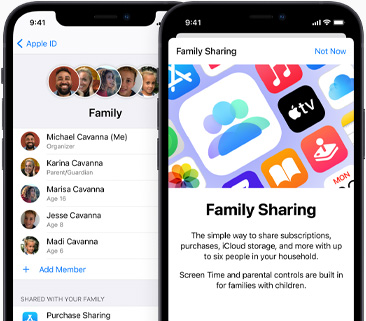 9:41
Apple ID
Family
Michael Cavanna (Me)
Organizer
Karina Cavanna
Parent/Guardian
Marisa Cavanna
Age 16
Jesse Cavanna
Age 8
Madi Cavanna
Age 6
+ Add Member
SHARED WITH YOUR FAMILY
Purchase Sharing
9:41
Family Sharing
Not Now
tv
MON
Family Sharing
The simple way to share subscriptions,
purchases, iCloud storage, and more with up
to six people in your household.
Screen Time and parental controls are built in
for families with children.